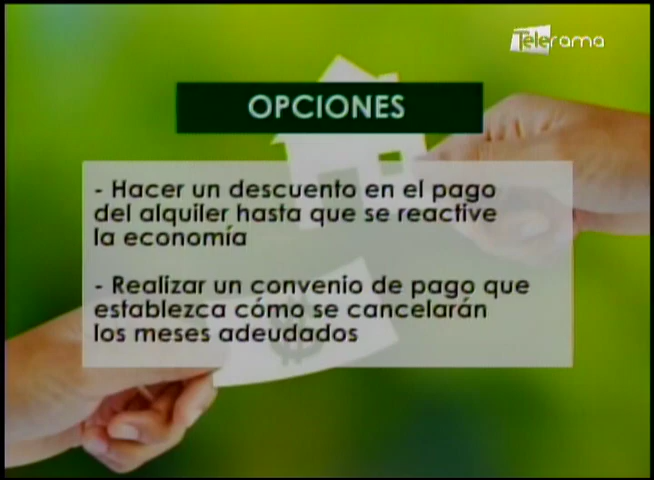 Telerama
OPCIONES
- Hacer un descuento en el pago
del alquiler hasta que se reactive
la economía
- Realizar un convenio de pago que
establezca cómo se cancelarán
los meses adeudados